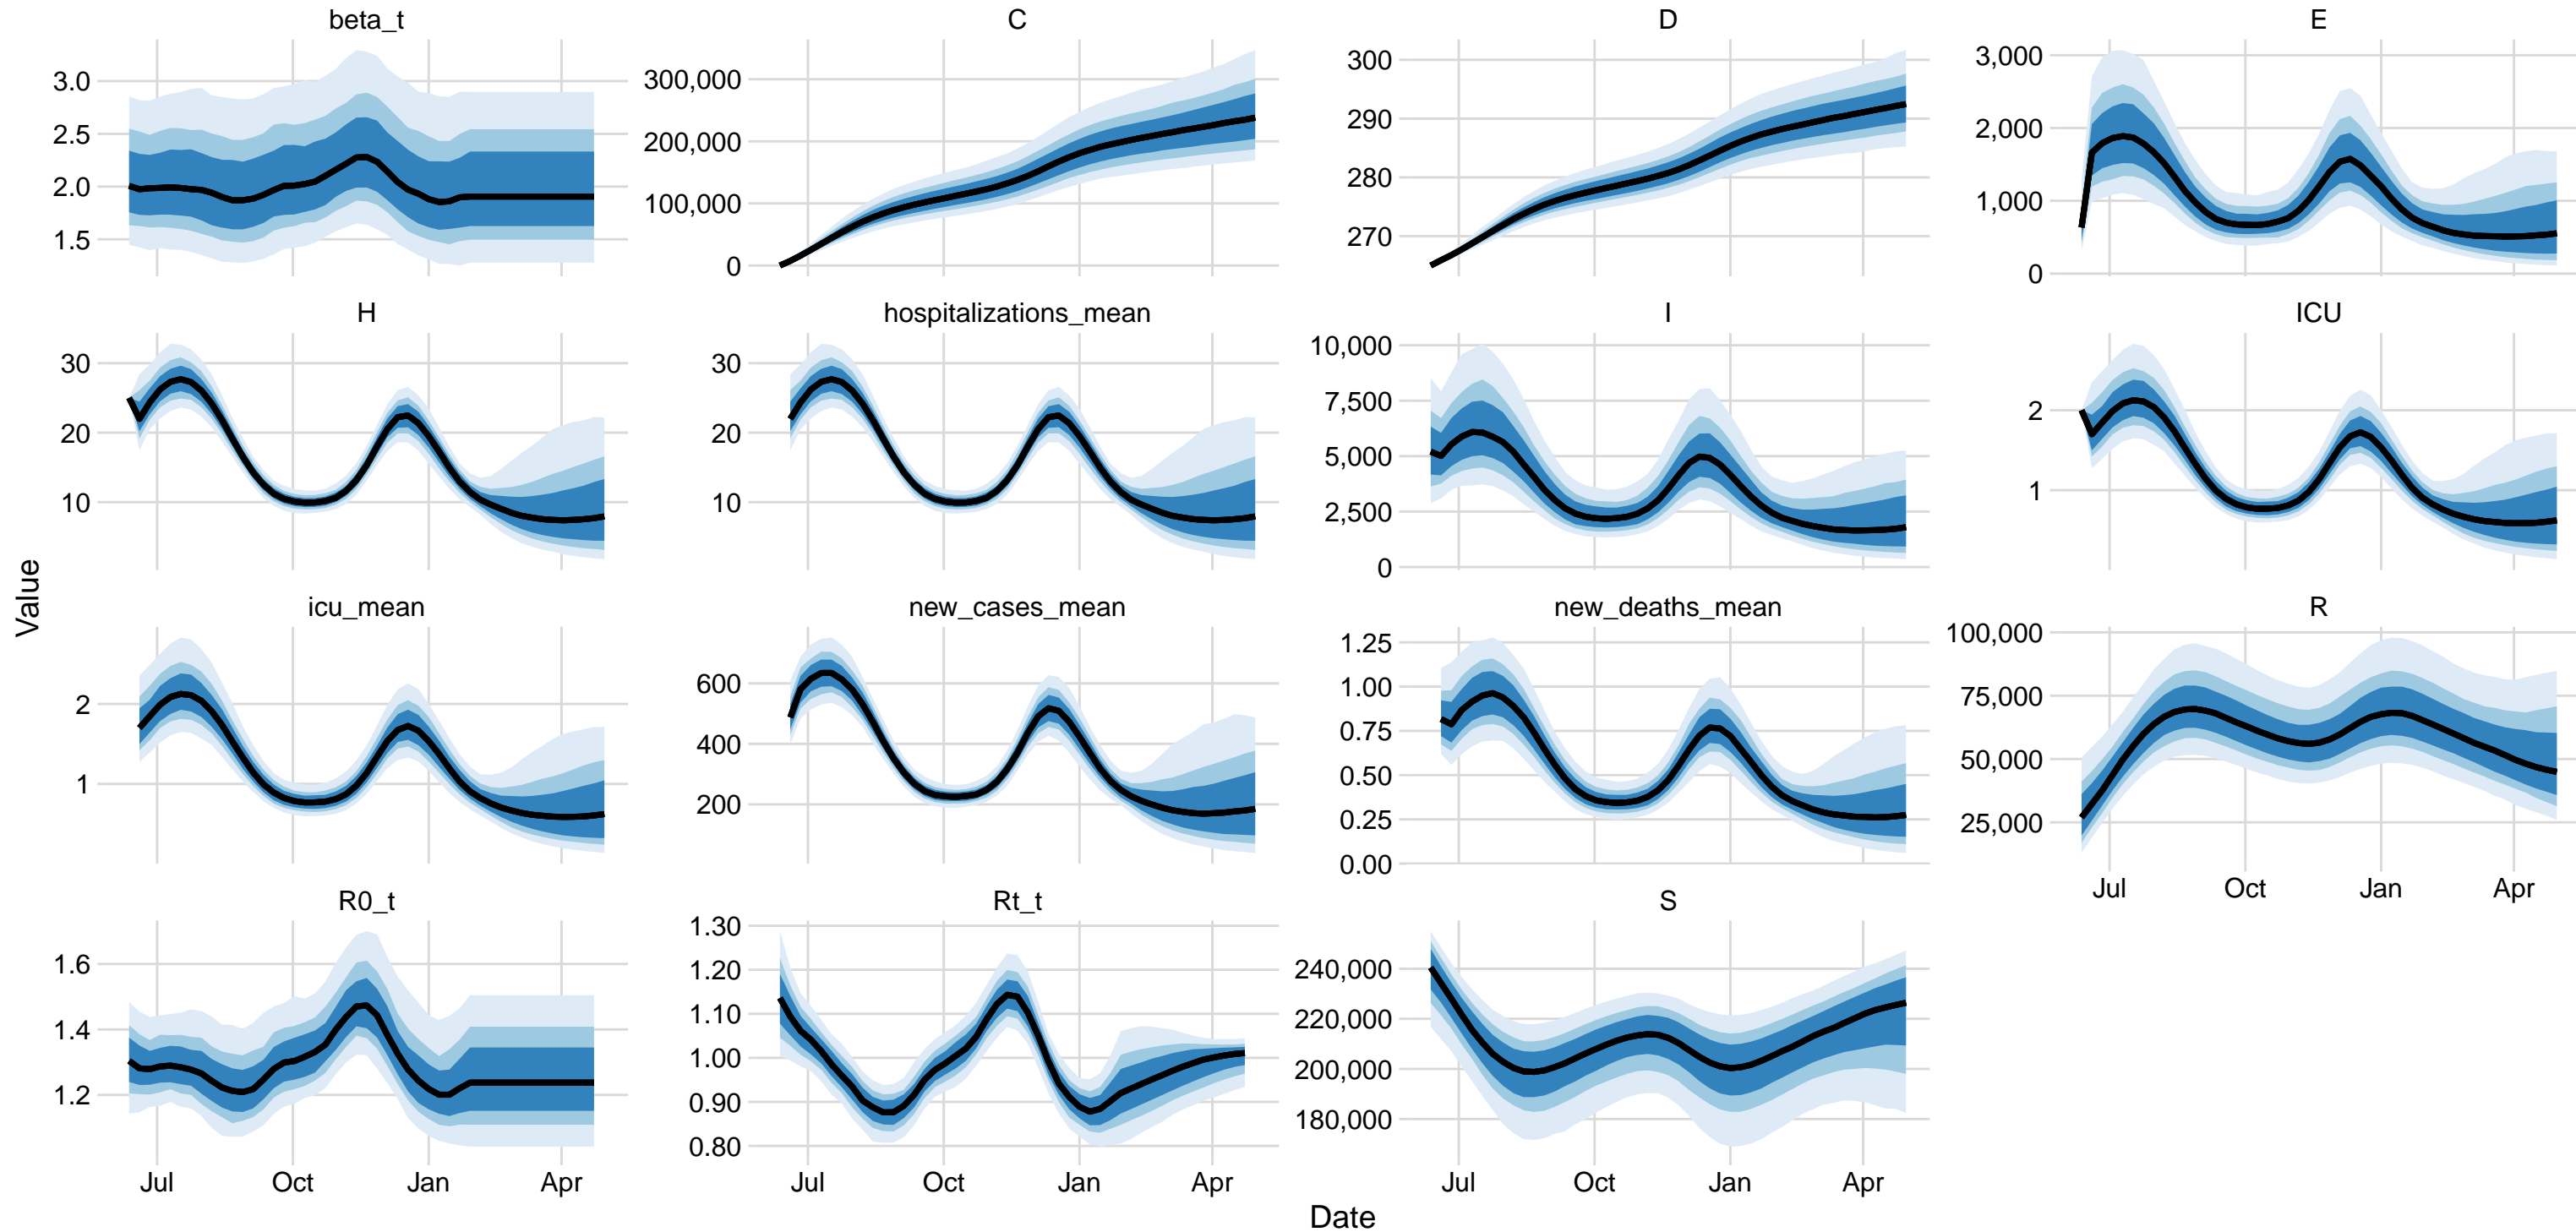 beta_t
C
D
E
3.0
2.5
2.0
1.5
300,000
200,000
100,000
0
300
290
280
270
3,000
2,000
1,000
0
H
hospitalizations_mean
I
ICU
30
20
10
30
20
10
10,000
7,500
5,000
2,500
0
2
1
Value
icu_mean
new_cases_mean
new_deaths_mean
R
2
1
600
400
200
1.25
1.00
0.75
0.50
0.25
0.00
100,000
75,000
50,000
25,000
Jul Oct Jan Apr
R0_t
Rt_t
S
1.6
1.4
1.2
1.30
1.20
1.10
1.00
0.90
0.80
240,000
220,000
200,000
180,000
Jul Oct Jan Apr
Jul Oct Jan Apr
Jul Oct Jan Apr
Date